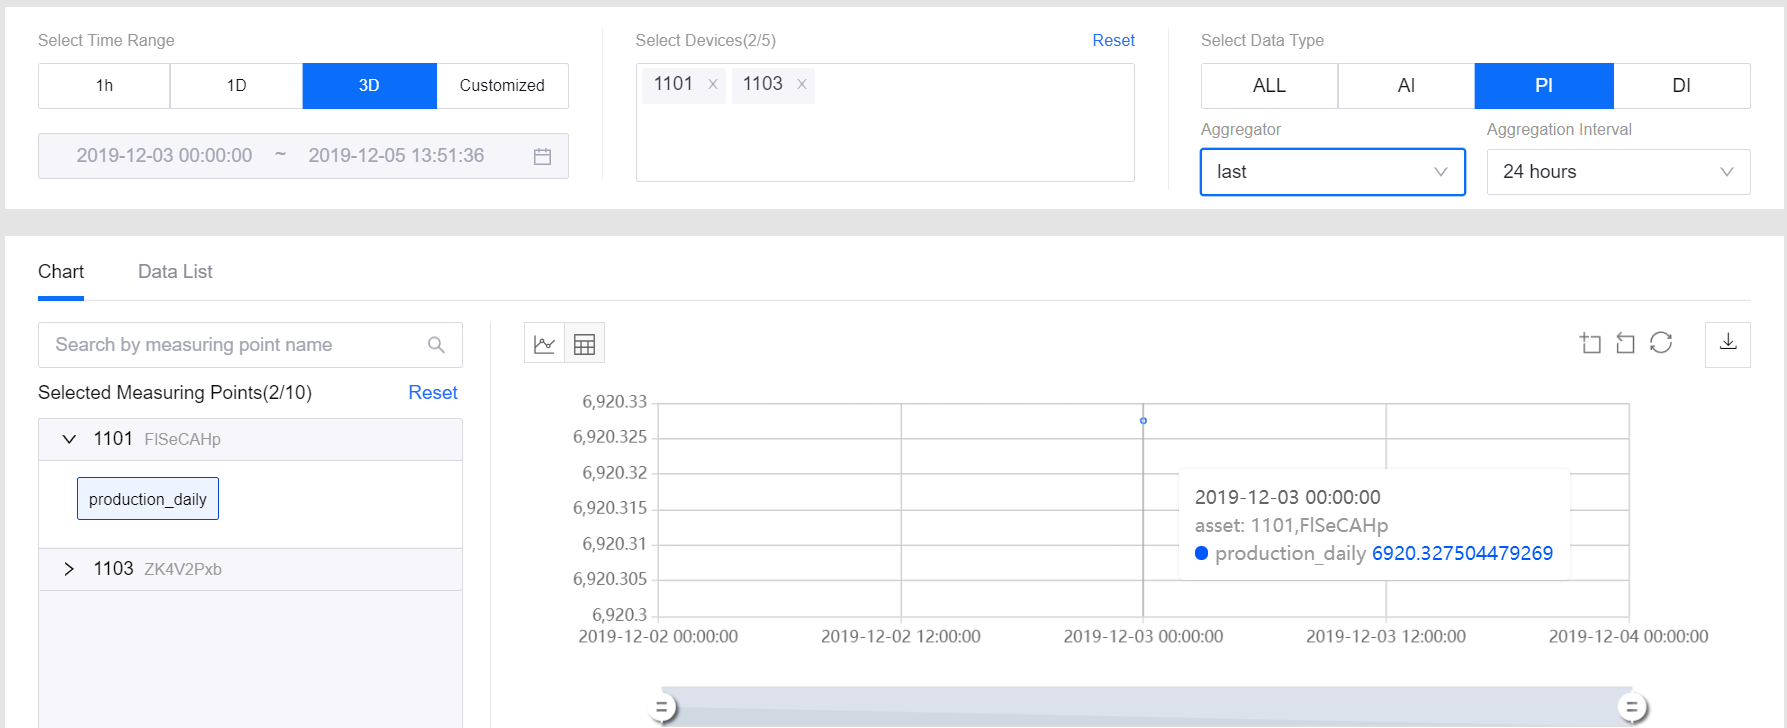 Select Time Range
1h 1D 3D Customized
2019-12-03 00:00:00 ~ 2019-12-05 13:51:36
Select Devices(2/5) Reset
1101 x 1103 x
Select Data Type
ALL AI PI DI
Aggregator Aggregation Interval
last 24 hours
Chart Data List
Search by measuring point name
Selected Measuring Points(2/10) Reset
1101 FlSeCAHp
production_daily
1103 ZK4V2Pxb
6,920.33
6,920.325
6,920.32
6,920.315
6,920.31
6,920.305
6,920.3
2019-12-03 00:00:00
asset: 1101,FlSeCAHp
production_daily 6920.327504479269
2019-12-02 00:00:00 2019-12-02 12:00:00 2019-12-03 00:00:00 2019-12-03 12:00:00 2019-12-04 00:00:00